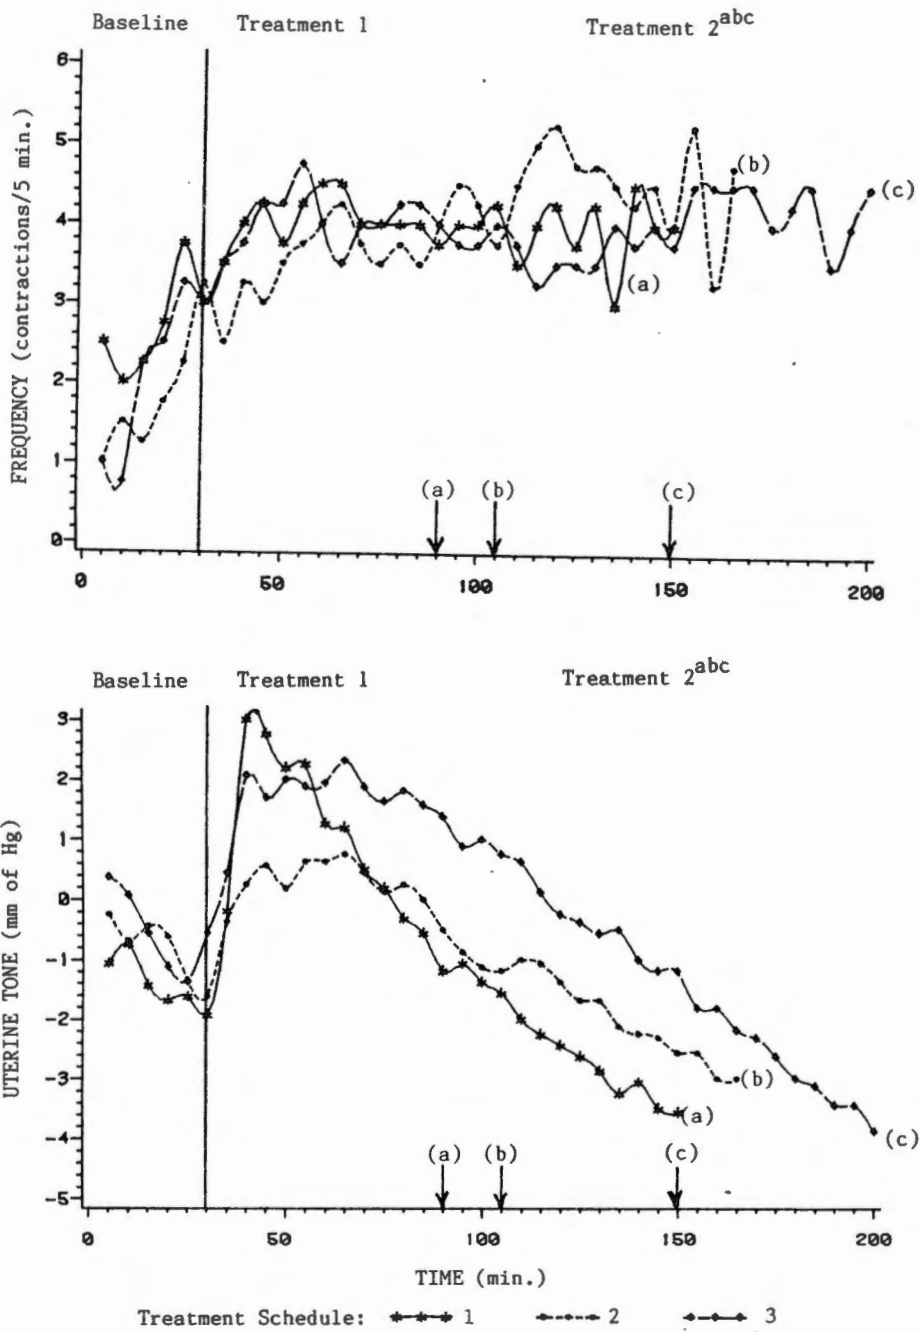 Baseline Treatment 1 Treatment 2abc
FREQUENCY (contractions/5 min.)
6
5
4
3
2
1
0
(b)
(c)
(a)
(a) (b) (c)
0 50 100 150 200
Baseline Treatment 1 Treatment 2abc
UTERINE TONE (mm of Hg)
3
2
1
0
-1
-2
-3
-4
-5
(b)
(a)
(c)
(a) (b) (c)
0 50 100 150 200
TIME (min.)
Treatment Schedule: 1 2 3